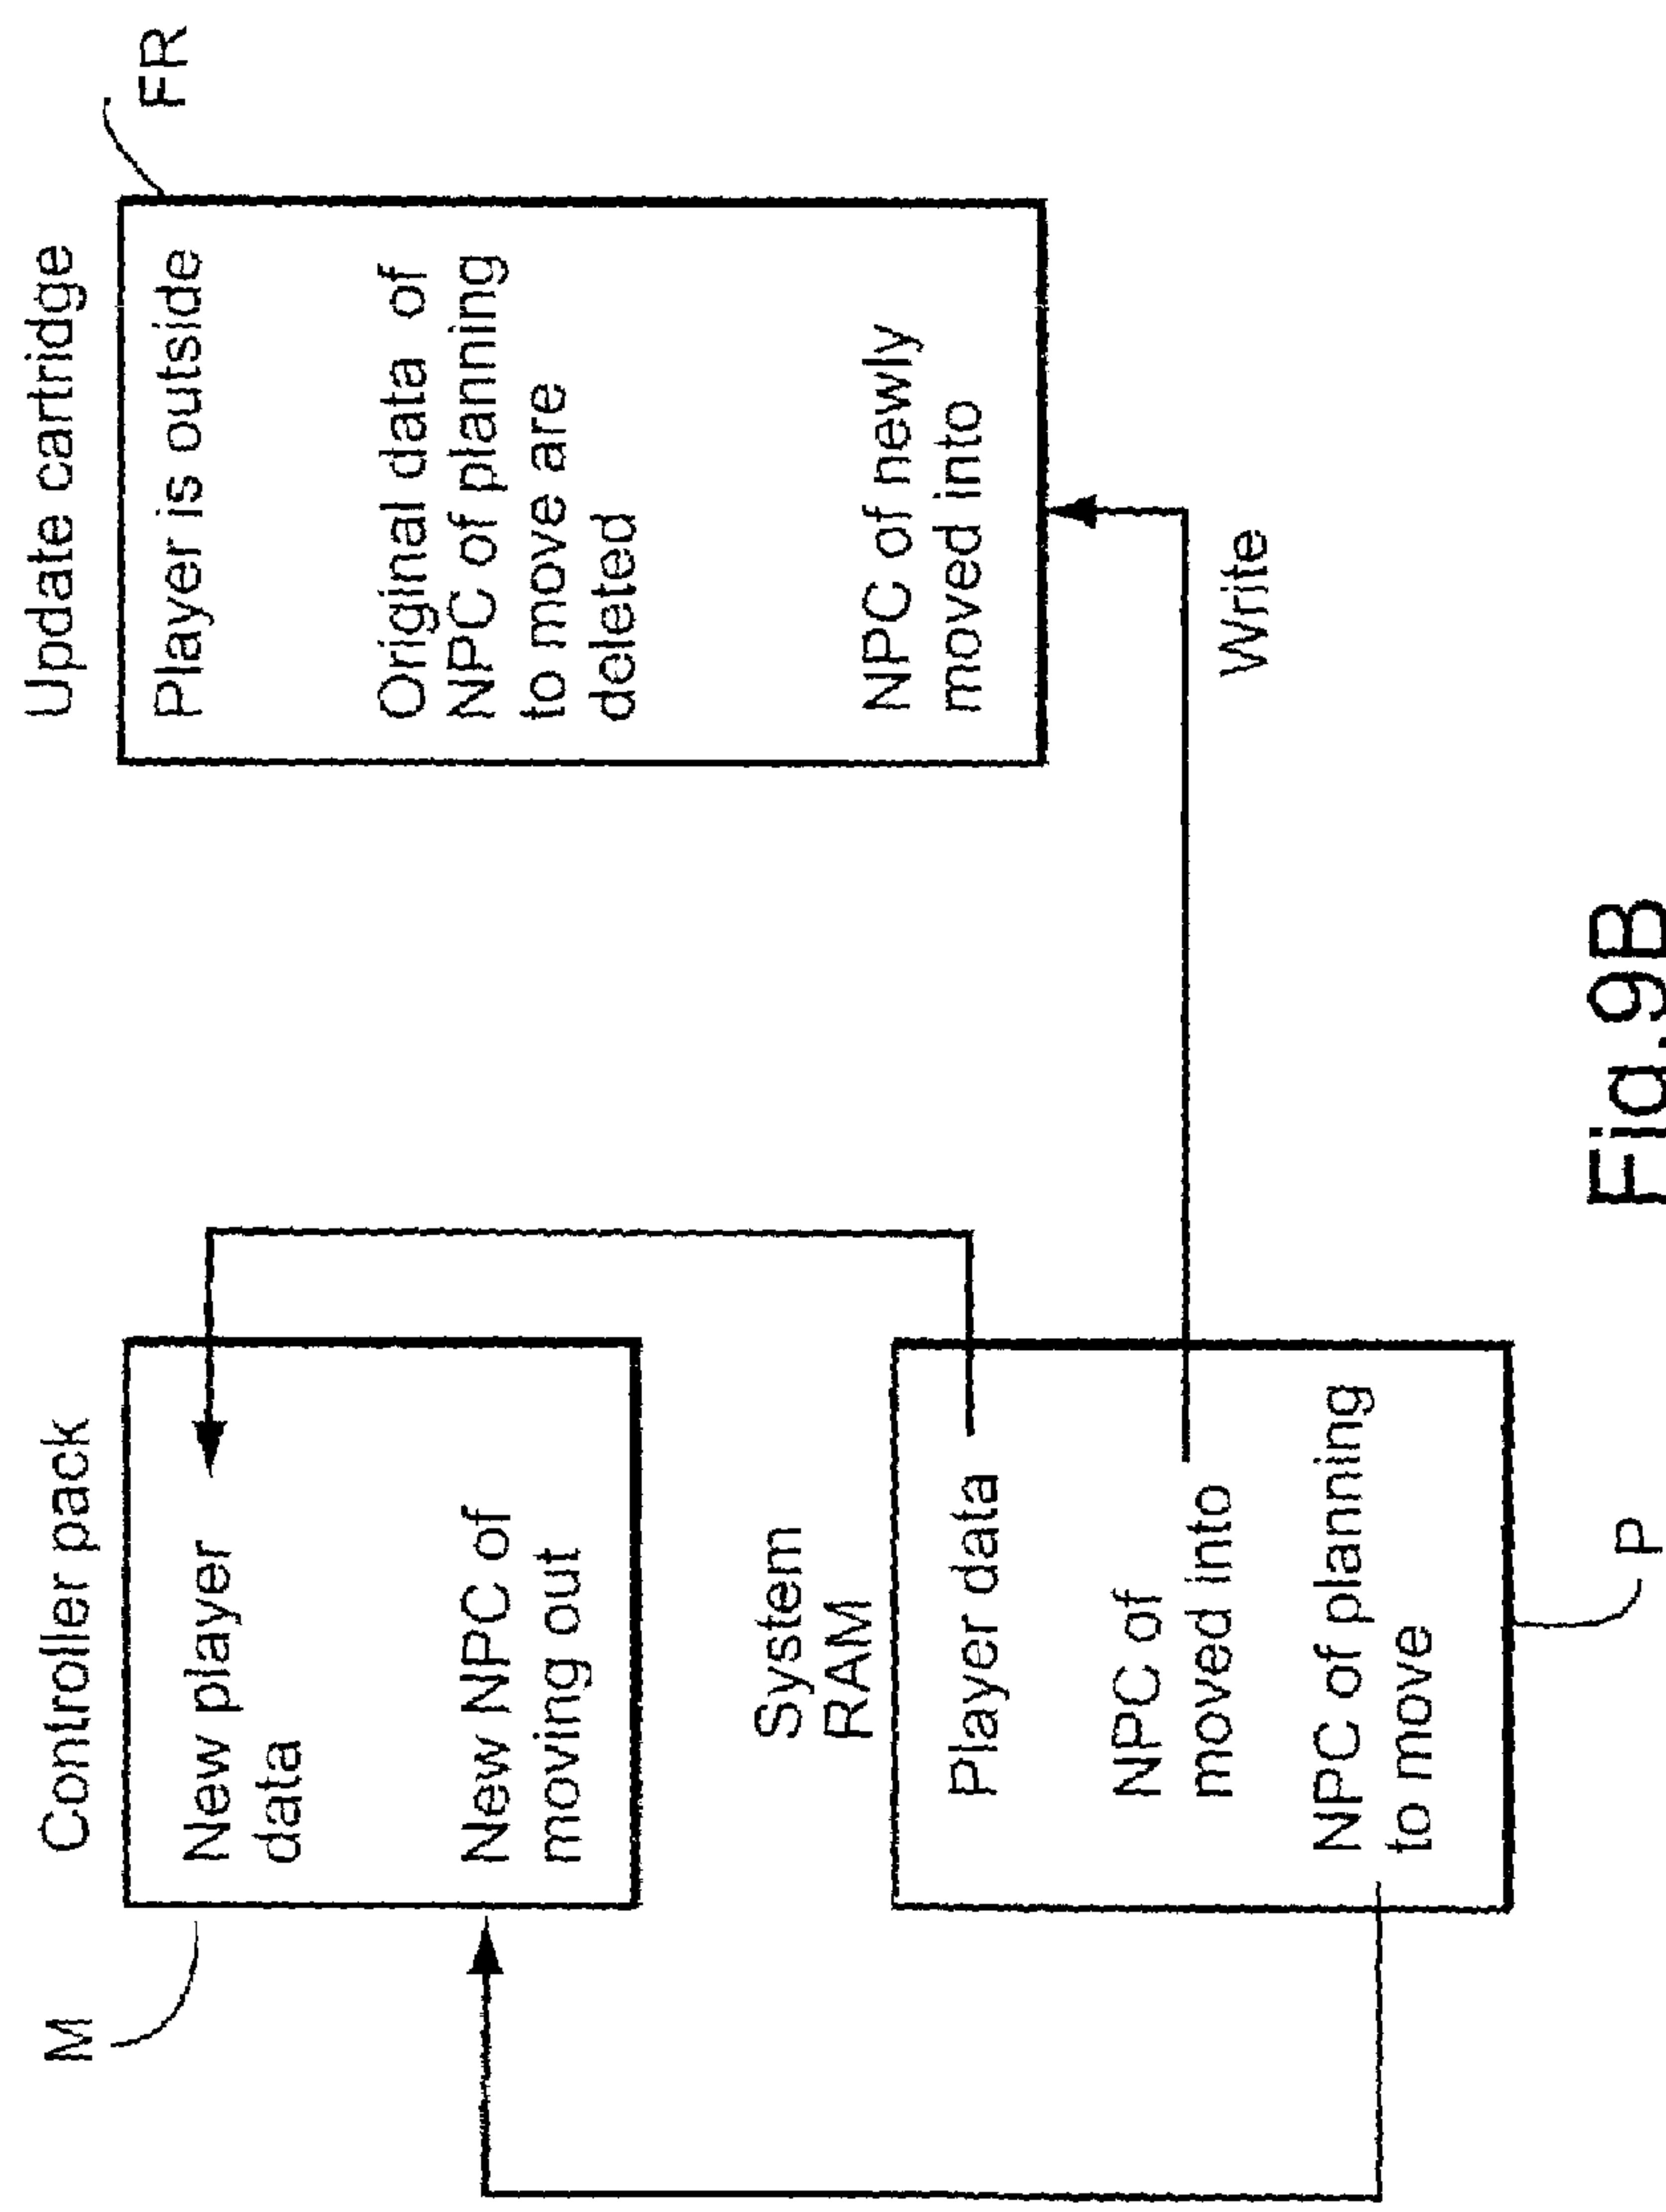 M
Controller pack
New player
data
New NPC of
moving out
System
RAM
Player data
NPC of
moved into
NPC of planning
to move
P
Update cartridge
FR
Player is outside
Original data of
NPC of planning
to move are
deleted
NPC of newly
moved into
Write
Fig.9B